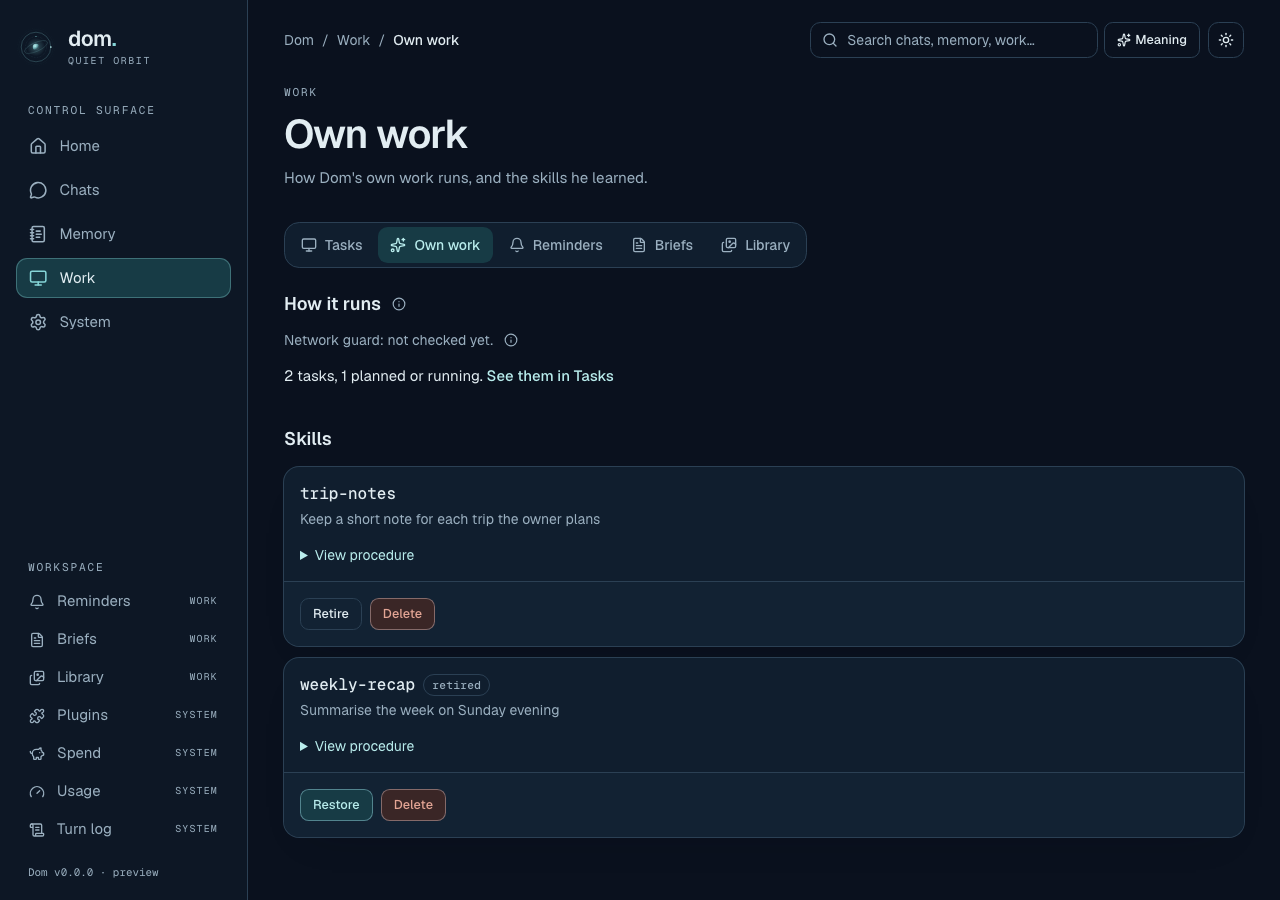 dom.
QUIET ORBIT
CONTROL SURFACE
Home
Chats
Memory
Work
System
WORKSPACE
Reminders WORK
Briefs WORK
Library WORK
Plugins SYSTEM
Spend SYSTEM
Usage SYSTEM
Turn log SYSTEM
Dom v0.0.0 · preview
Dom / Work / Own work
Search chats, memory, work…
Meaning
WORK
Own work
How Dom's own work runs, and the skills he learned.
Tasks Own work Reminders Briefs Library
How it runs
Network guard: not checked yet.
2 tasks, 1 planned or running. See them in Tasks
Skills
trip-notes
Keep a short note for each trip the owner plans
View procedure
Retire Delete
weekly-recap retired
Summarise the week on Sunday evening
View procedure
Restore Delete